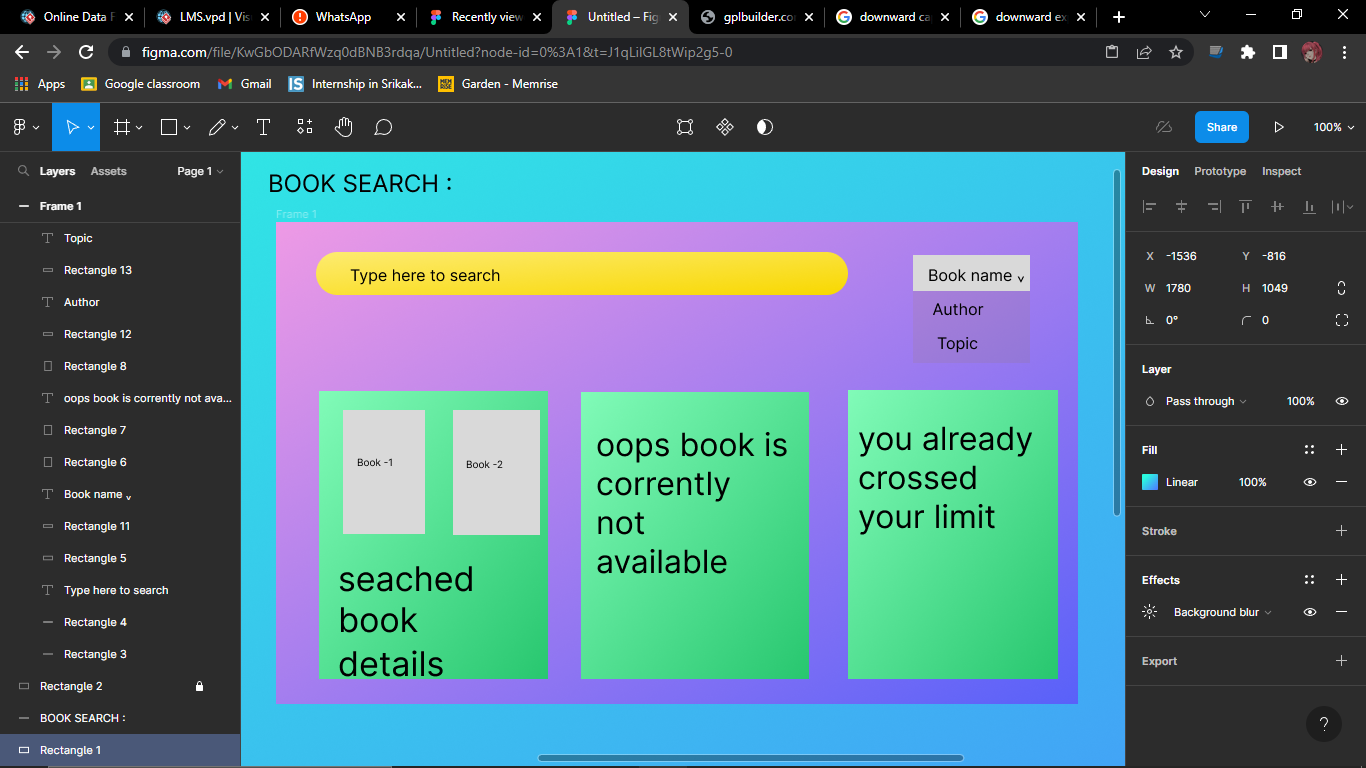 Online Data F
LMS.vpd | Vis
WhatsApp
Recently view
Untitled – Fig
gplbuilder.co
downward ca
downward ex
figma.com/file/KwGbODARfWzq0dBNB3rdqa/Untitled?node-id=0%3A1&t=J1qLilGL8tWip2g5-0
Apps
Google classroom
Gmail
IS
Internship in Srikak...
Garden - Memrise
Share
100%
Layers
Assets
Page 1
Design
Prototype
Inspect
Frame 1
Topic
Rectangle 13
Author
Rectangle 12
Rectangle 8
oops book is corrently not ava...
Rectangle 7
Rectangle 6
Book name ˬ
Rectangle 11
Rectangle 5
Type here to search
Rectangle 4
Rectangle 3
Rectangle 2
BOOK SEARCH :
Rectangle 1
BOOK SEARCH :
Frame 1
Type here to search
Book name ˬ
Author
Topic
Book -1
Book -2
seached
book
details
oops book is
corrently
not
available
you already
crossed
your limit
X -1536
Y -816
W 1780
H 1049
0°
0
Layer
Pass through
100%
Fill
Linear
100%
Stroke
Effects
Background blur
Export
?